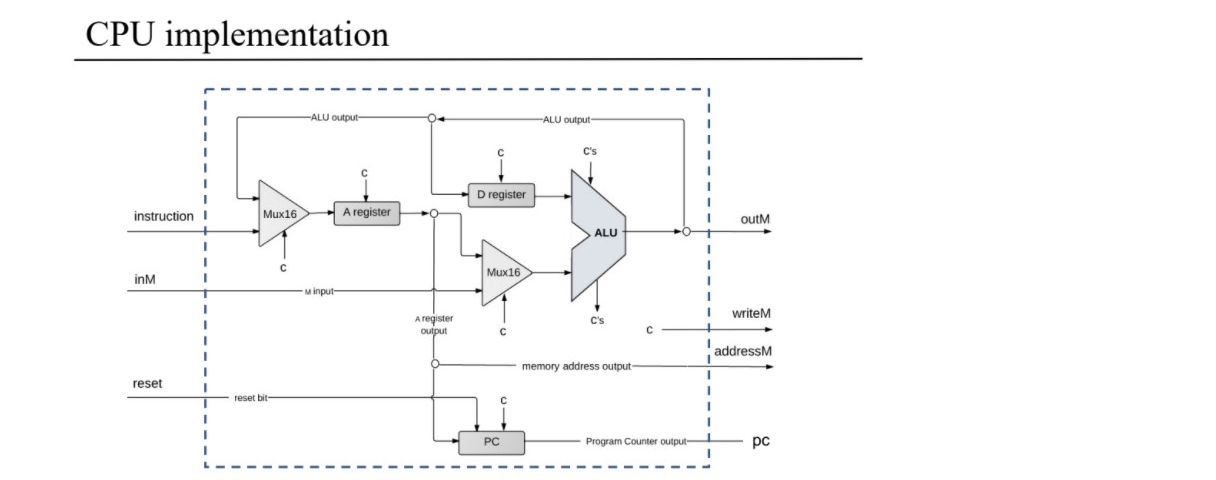 CPU implementation
ALU output
ALU output
c
c's
c
D register
instruction
Mux16
A register
outM
ALU
c
Mux16
inM
M input
writeM
A register
output
c
c's
c
addressM
memory address output
reset
reset bit
c
PC
Program Counter output
pc